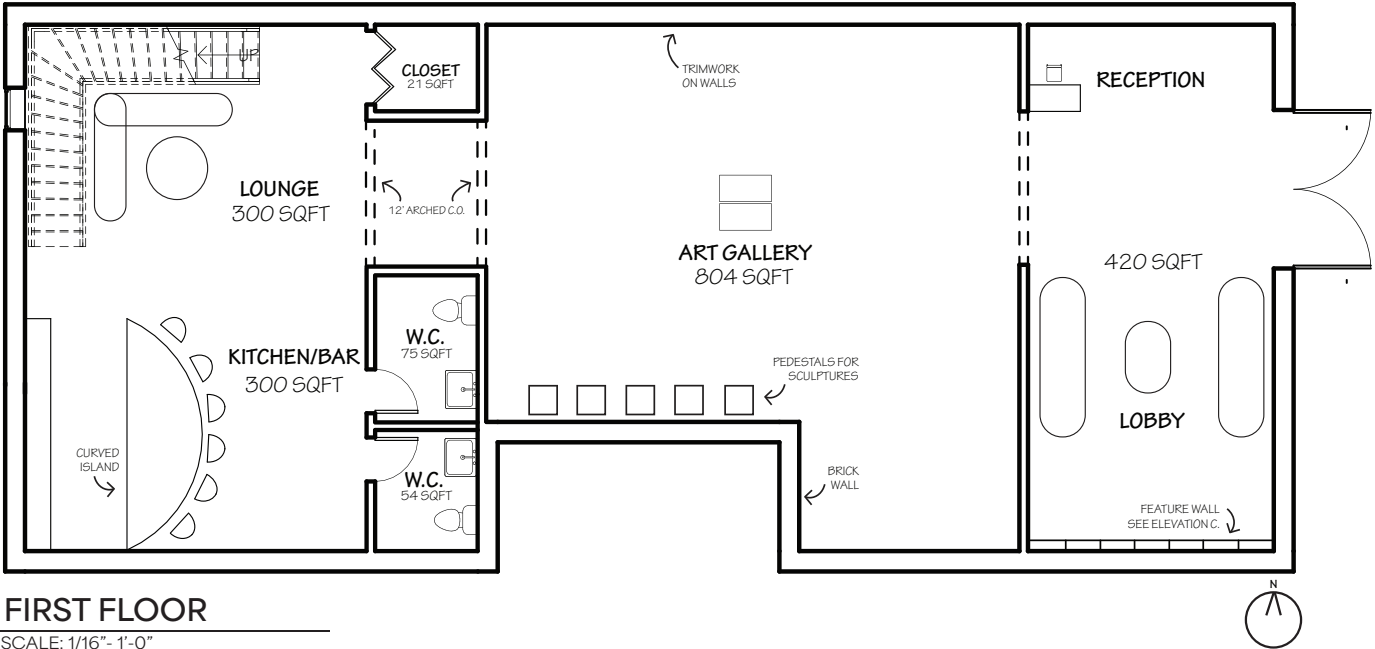 UP
CLOSET
21 SQFT
TRIMWORK
ON WALLS
RECEPTION
LOUNGE
300 SQFT
12' ARCHED C.O.
ART GALLERY
804 SQFT
420 SQFT
W.C.
75 SQFT
KITCHEN/BAR
300 SQFT
PEDESTALS FOR
SCULPTURES
LOBBY
CURVED
ISLAND
W.C.
54 SQFT
BRICK
WALL
FEATURE WALL
SEE ELEVATION C.
N
FIRST FLOOR
SCALE: 1/16”- 1’-0”